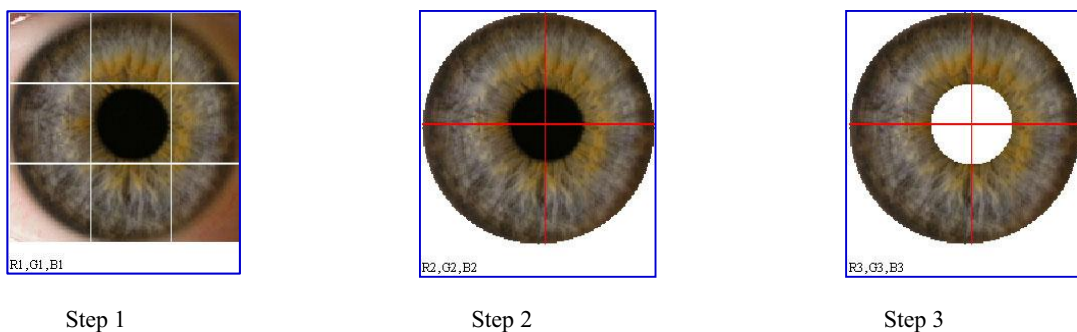 R1,G1,B1
R2,G2,B2
R3,G3,B3
Step 1
Step 2
Step 3